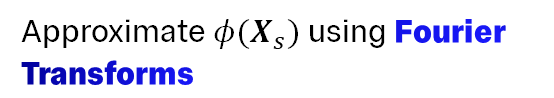 Approximate 𝜙(𝑿ₛ) using Fourier
Transforms